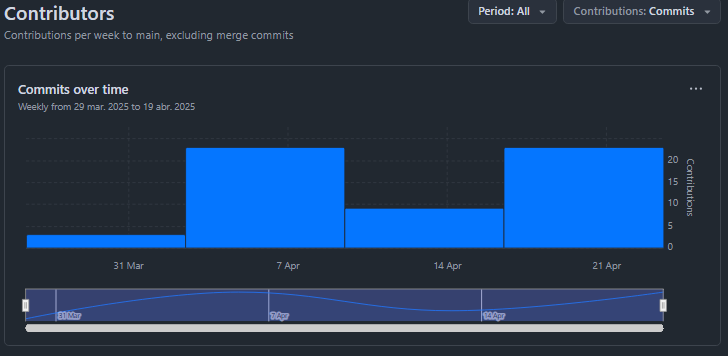 Contributors
Period: All
Contributions: Commits
Contributions per week to main, excluding merge commits
Commits over time
Weekly from 29 mar. 2025 to 19 abr. 2025
20
15
10
5
0
Contributions
31 Mar
7 Apr
14 Apr
21 Apr
31 Mar
7 Apr
14 Apr